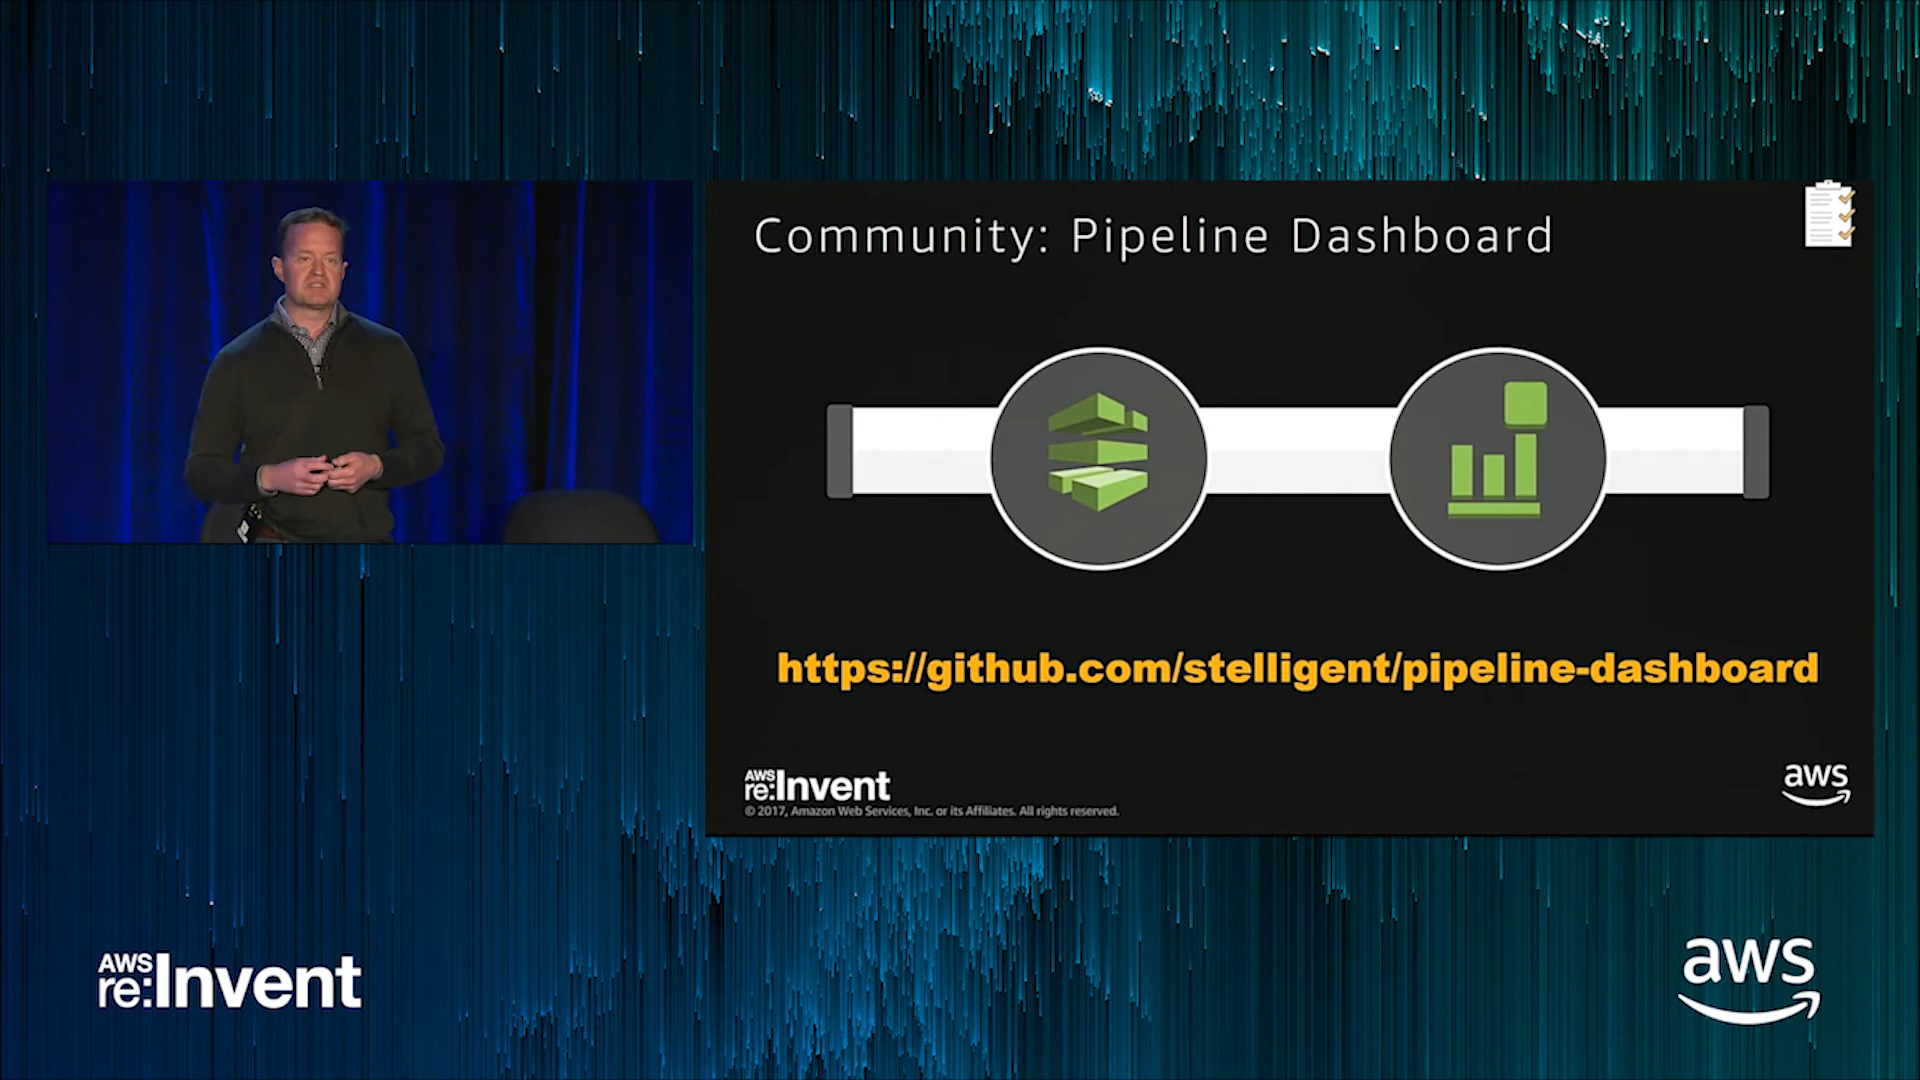 Community: Pipeline Dashboard
https://github.com/stelligent/pipeline-dashboard
AWS
re:Invent
© 2017, Amazon Web Services, Inc. or its Affiliates. All rights reserved.
aws
AWS
re:Invent
aws